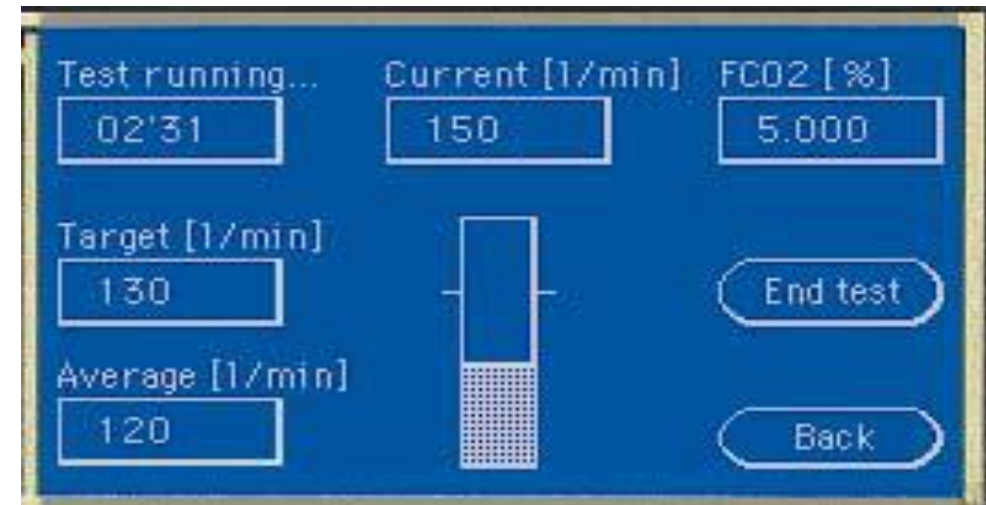 Test running... Current [l/min] FCO2 [%]
02'31 150 5.000
Target [l/min]
130 End test
Average [l/min]
120 Back